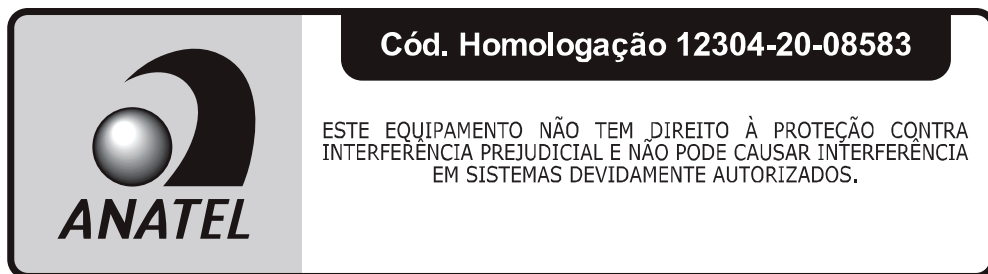 Cód. Homologação 12304-20-08583
ESTE EQUIPAMENTO NÃO TEM DIREITO À PROTEÇÃO CONTRA
INTERFERÊNCIA PREJUDICIAL E NÃO PODE CAUSAR INTERFERÊNCIA
EM SISTEMAS DEVIDAMENTE AUTORIZADOS.
ANATEL